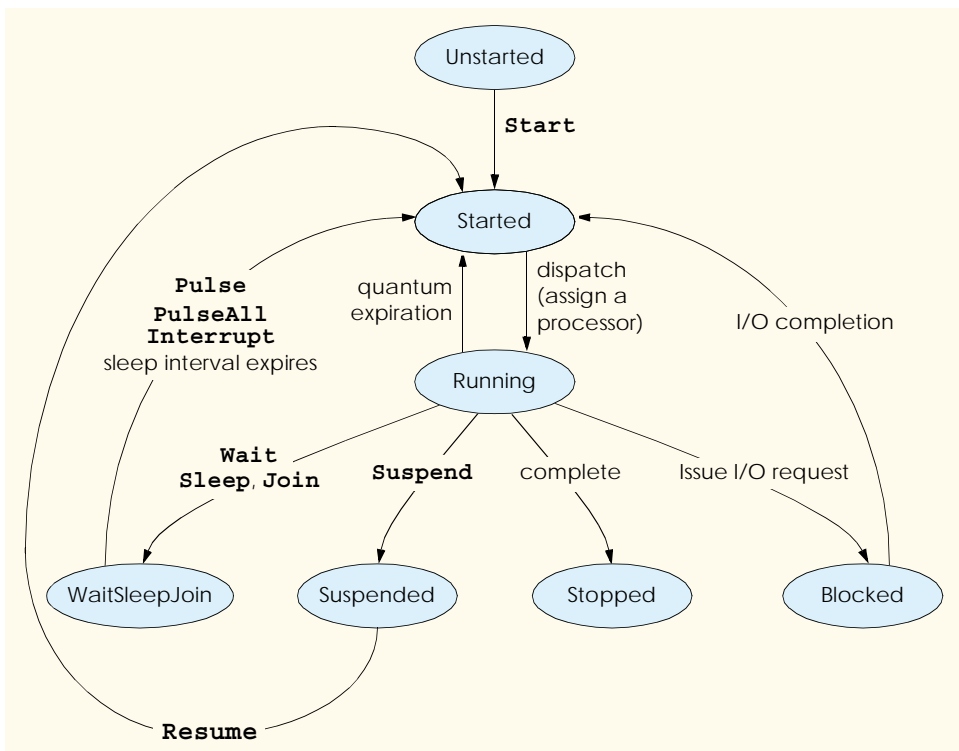 Unstarted
Start
Started
quantum
expiration
dispatch
(assign a
processor)
Pulse
PulseAll
Interrupt
sleep interval expires
I/O completion
Running
Wait
Sleep, Join
Suspend
complete
Issue I/O request
WaitSleepJoin
Suspended
Stopped
Blocked
Resume